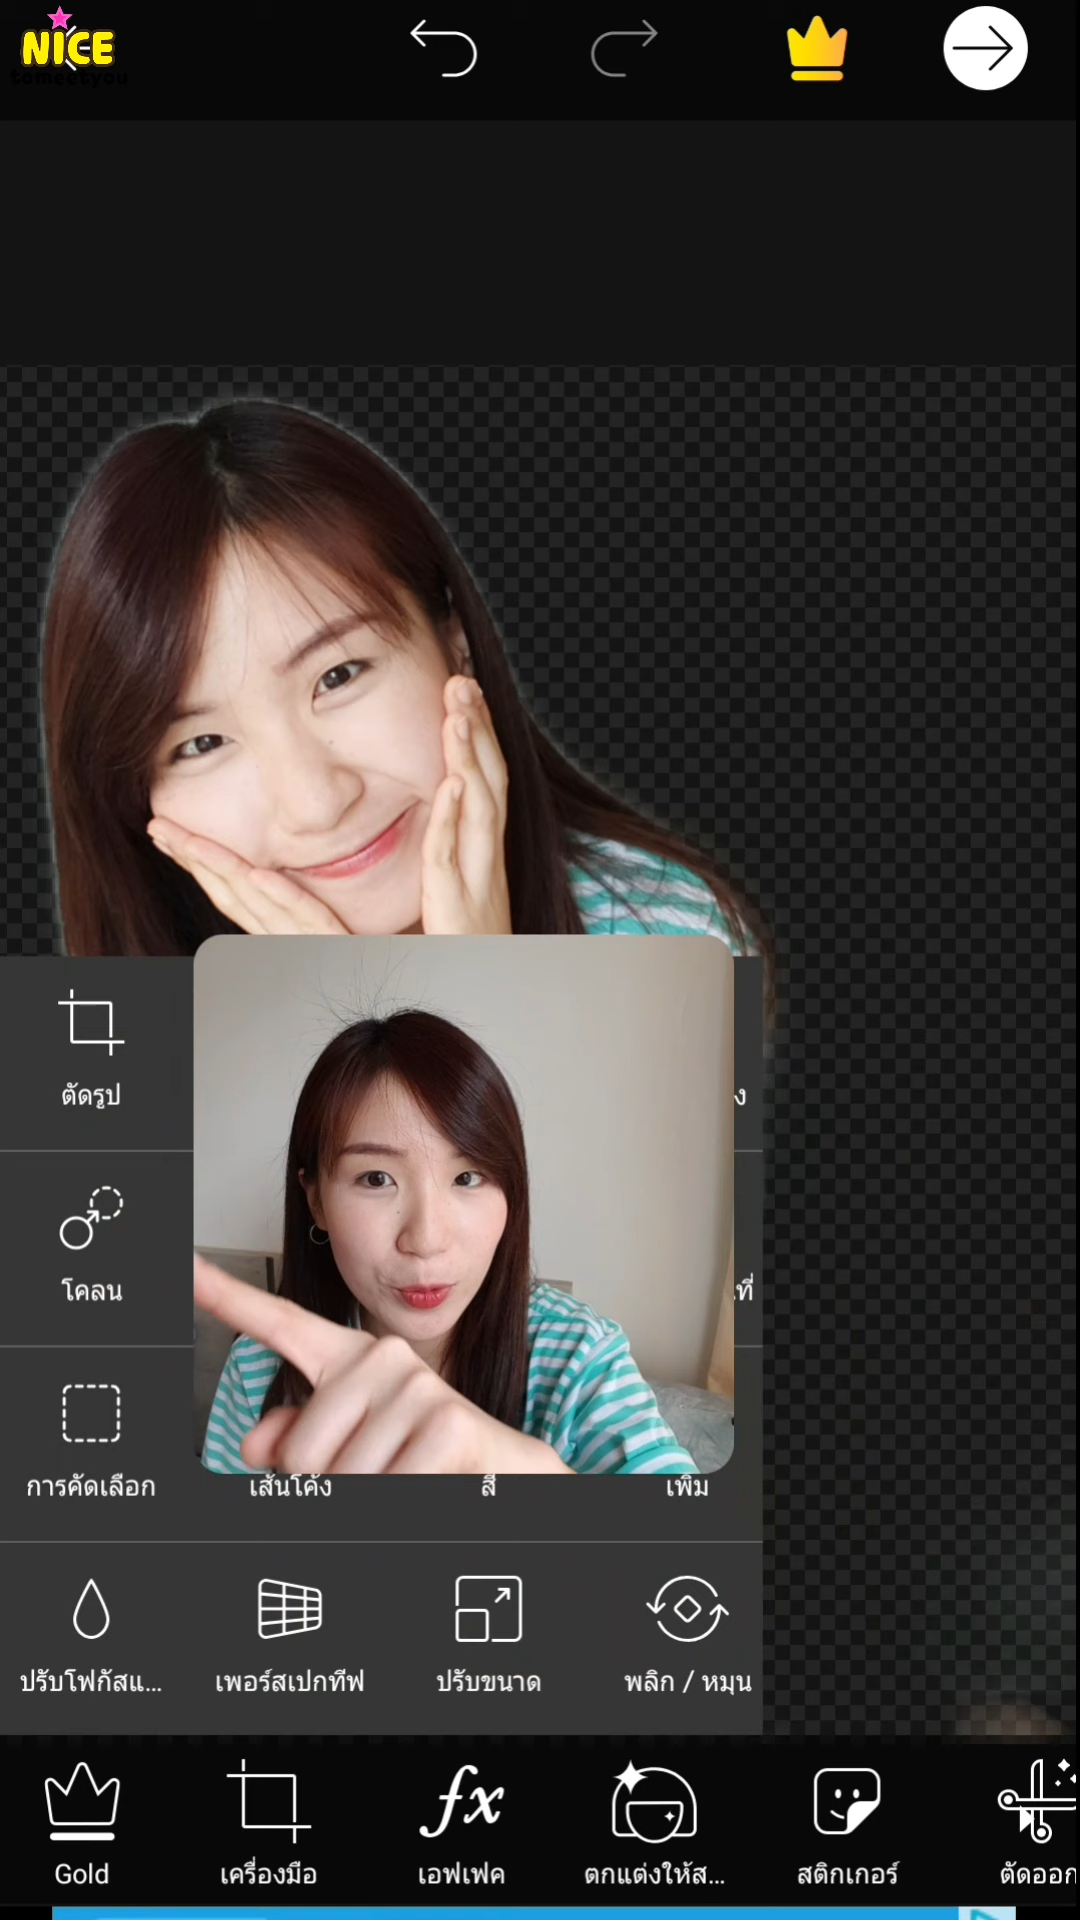 NICE
tomeetyou
ตัดรูป
ง
โคลน
ที่
การคัดเลือก
เส้นโค้ง
สี
เพิ่ม
ปรับโฟกัสแ...
เพอร์สเปกทีฟ
ปรับขนาด
พลิก / หมุน
Gold
เครื่องมือ
fx
เอฟเฟค
ตกแต่งให้ส...
สติกเกอร์
ตัดออก